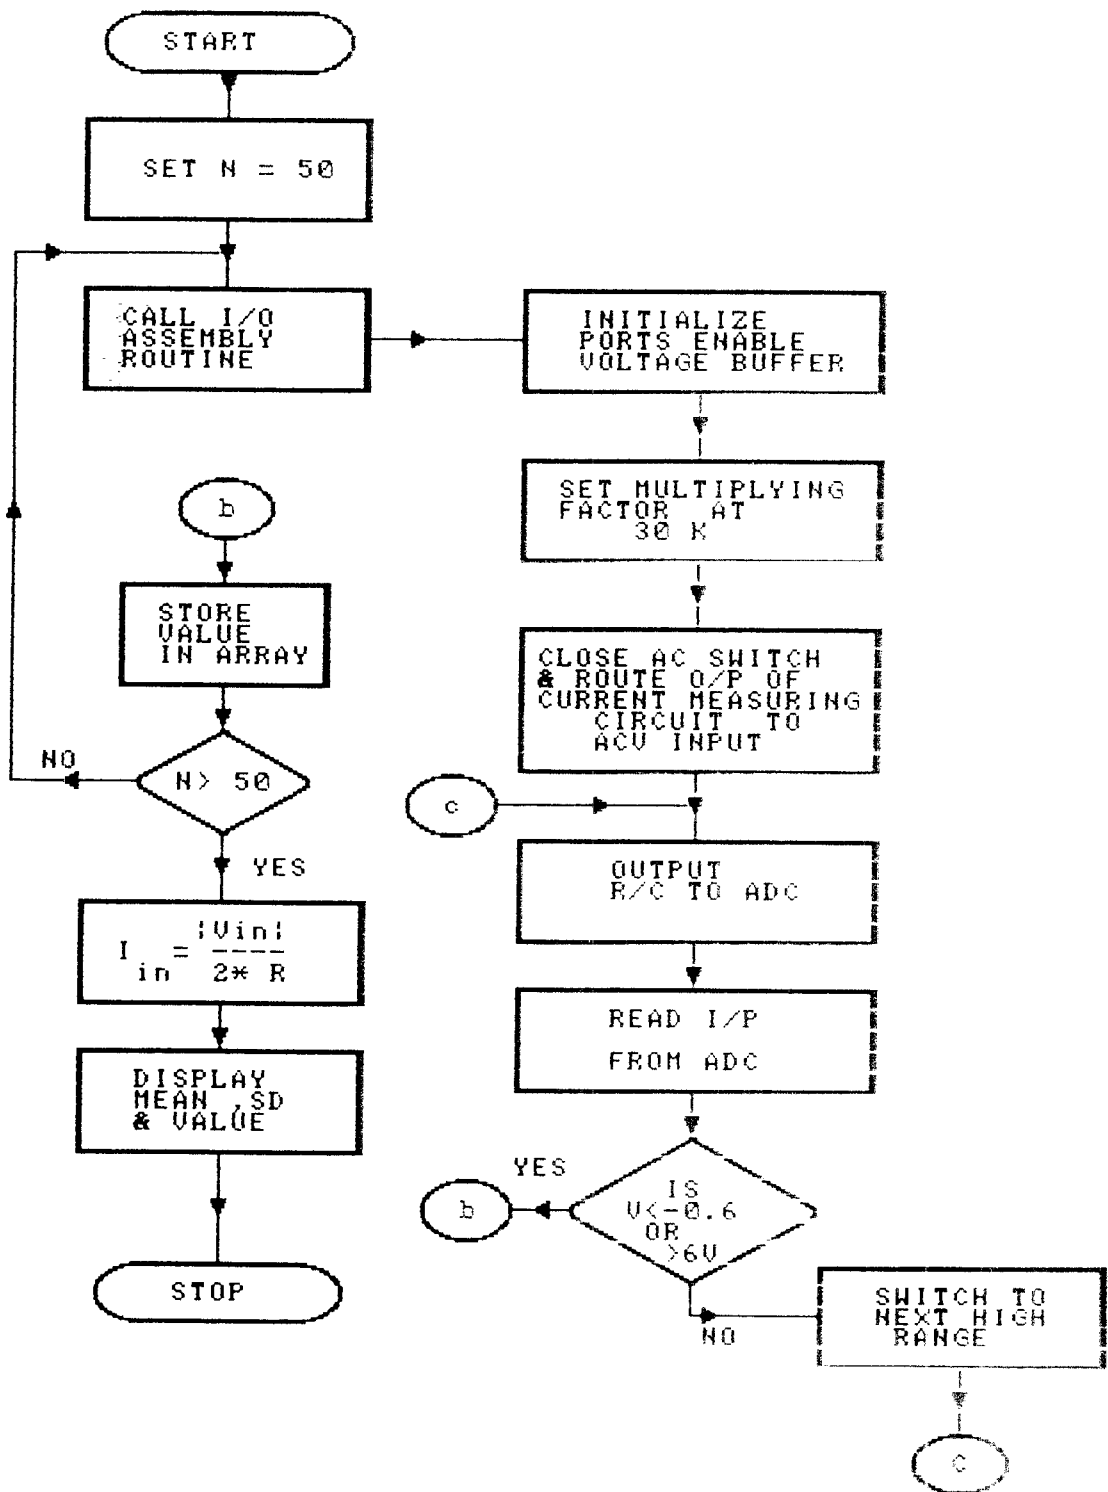 START
SET N = 50
CALL I/O
ASSEMBLY
ROUTINE
INITIALIZE
PORTS ENABLE
VOLTAGE BUFFER
SET MULTIPLYING
FACTOR AT
30 K
CLOSE AC SWITCH
& ROUTE O/P OF
CURRENT MEASURING
CIRCUIT TO
ACV INPUT
c
OUTPUT
R/C TO ADC
READ I/P
FROM ADC
IS
V<-0.6
OR
>6V
YES
b
NO
SWITCH TO
NEXT HIGH
RANGE
C
b
STORE
VALUE
IN ARRAY
N> 50
NO
YES
I in = |Vin|
----
2* R
DISPLAY
MEAN ,SD
& VALUE
STOP